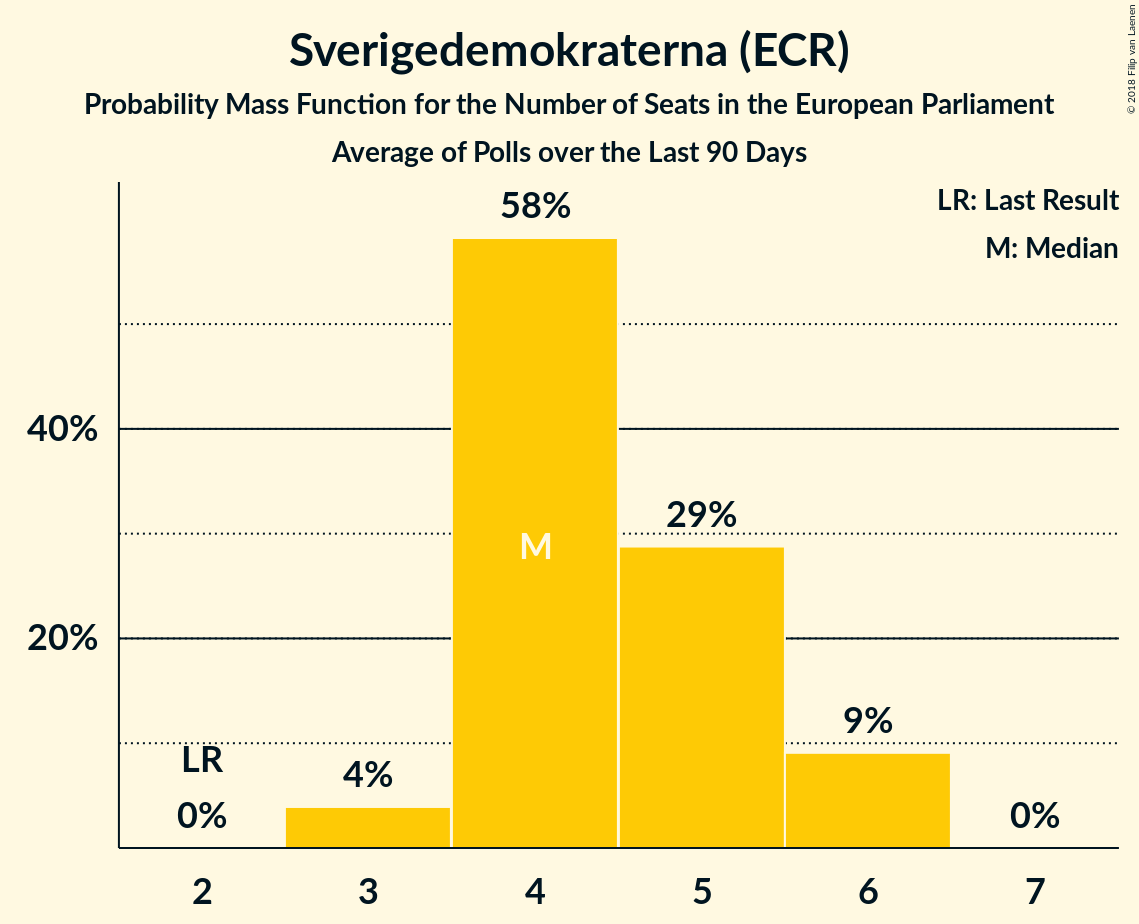 Sverigedemokraterna (ECR)
Probability Mass Function for the Number of Seats in the European Parliament
Average of Polls over the Last 90 Days
© 2018 Filip van Laenen
LR: Last Result
M: Median
58%
40%
29%
M
20%
9%
LR
4%
0%
0%
2 3 4 5 6 7